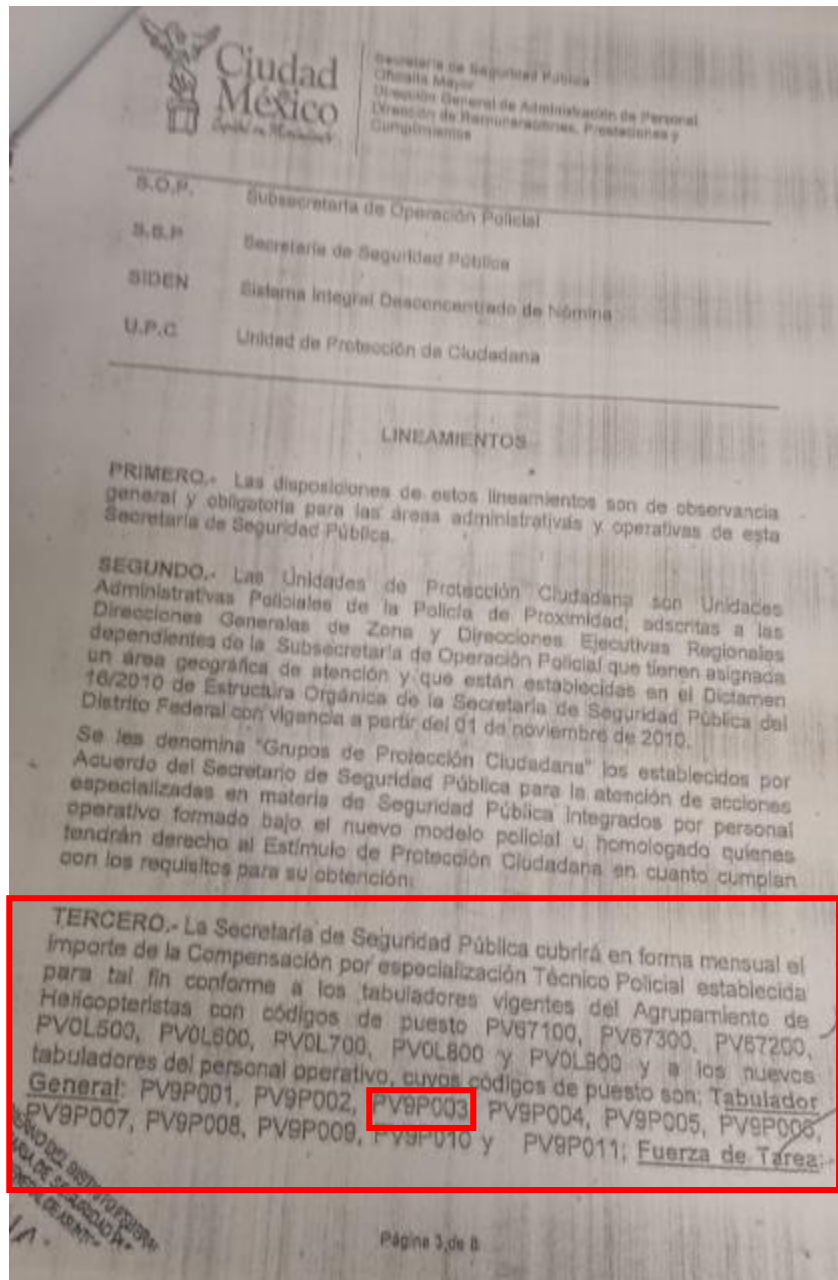 Ciudad
México
Secretaría de Seguridad Pública
Oficialía Mayor
Dirección General de Administración de Personal
Dirección de Remuneraciones, Prestaciones y
Cumplimientos
S.O.P. Subsecretaría de Operación Policial
S.S.P Secretaría de Seguridad Pública
SIDEN Sistema Integral Desconcentrado de Nómina
U.P.C Unidad de Protección de Ciudadana
LINEAMIENTOS
PRIMERO.- Las disposiciones de estos lineamientos son de observancia
general y obligatoria para las áreas administrativas y operativas de esta
Secretaría de Seguridad Pública.
SEGUNDO.- Las Unidades de Protección Ciudadana son Unidades
Administrativas Policiales de la Policía de Proximidad, adscritas a las
Direcciones Generales de Zona y Direcciones Ejecutivas Regionales
dependientes de la Subsecretaría de Operación Policial que tienen asignada
un área geográfica de atención y que están establecidas en el Dictamen
16/2010 de Estructura Orgánica de la Secretaría de Seguridad Pública del
Distrito Federal con vigencia a partir del 01 de noviembre de 2010.
Se les denomina "Grupos de Protección Ciudadana" los establecidos por
Acuerdo del Secretario de Seguridad Pública para la atención de acciones
especializadas en materia de Seguridad Pública integrados por personal
operativo formado bajo el nuevo modelo policial u homologado quienes
tendrán derecho al Estímulo de Protección Ciudadana en cuanto cumplan
con los requisitos para su obtención.
TERCERO.- La Secretaría de Seguridad Pública cubrirá en forma mensual el
importe de la Compensación por especialización Técnico Policial establecida
para tal fin conforme a los tabuladores vigentes del Agrupamiento de
Helicopteristas con códigos de puesto PV67100, PV67300, PV67200,
PV0L500, PV0L600, PV0L700, PV0L800 y PV0L900 y a los nuevos
tabuladores del personal operativo, cuyos códigos de puesto son: Tabulador
General: PV9P001, PV9P002, PV9P003, PV9P004, PV9P005, PV9P006,
PV9P007, PV9P008, PV9P009, PV9P010 y PV9P011; Fuerza de Tarea:
Página 3 de 8